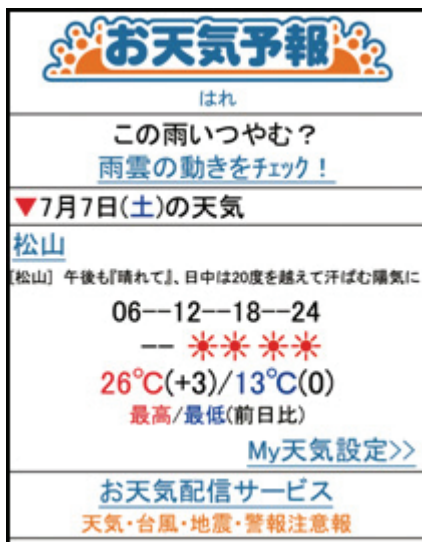 お天気予報
はれ
この雨いつやむ？
雨雲の動きをチェック！
▼7月7日(土)の天気
松山
[松山] 午後も『晴れて』、日中は20度を越えて汗ばむ陽気に
06--12--18--24
--
26℃(+3)/13℃(0)
最高/最低(前日比)
My天気設定>>
お天気配信サービス
天気・台風・地震・警報注意報